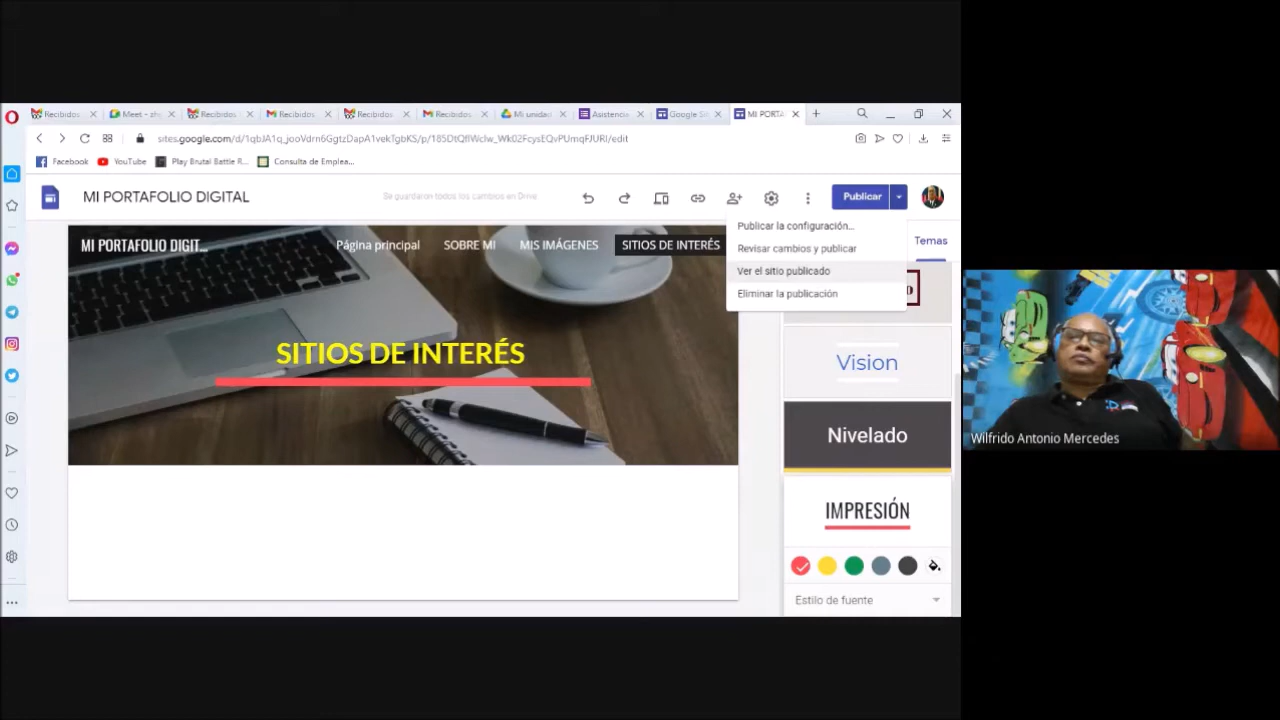 Recibidos
Meet - zh
Recibidos
Recibidos
Recibidos
Recibidos
Mi unidad
Asistencia
Google Si
MI PORTA
sites.google.com/d/
/edit
Facebook
YouTube
Play Brutal Battle R...
Consulta de Emplea...
MI PORTAFOLIO DIGITAL
Se guardaron todos los cambios en Drive
Publicar
Publicar la configuración...
Revisar cambios y publicar
Ver el sitio publicado
Eliminar la publicación
Temas
MI PORTAFOLIO DIGIT...
Página principal
SOBRE MI
MIS IMÁGENES
SITIOS DE INTERÉS
SITIOS DE INTERÉS
Vision
Nivelado
IMPRESIÓN
Estilo de fuente
Wilfrido Antonio Mercedes